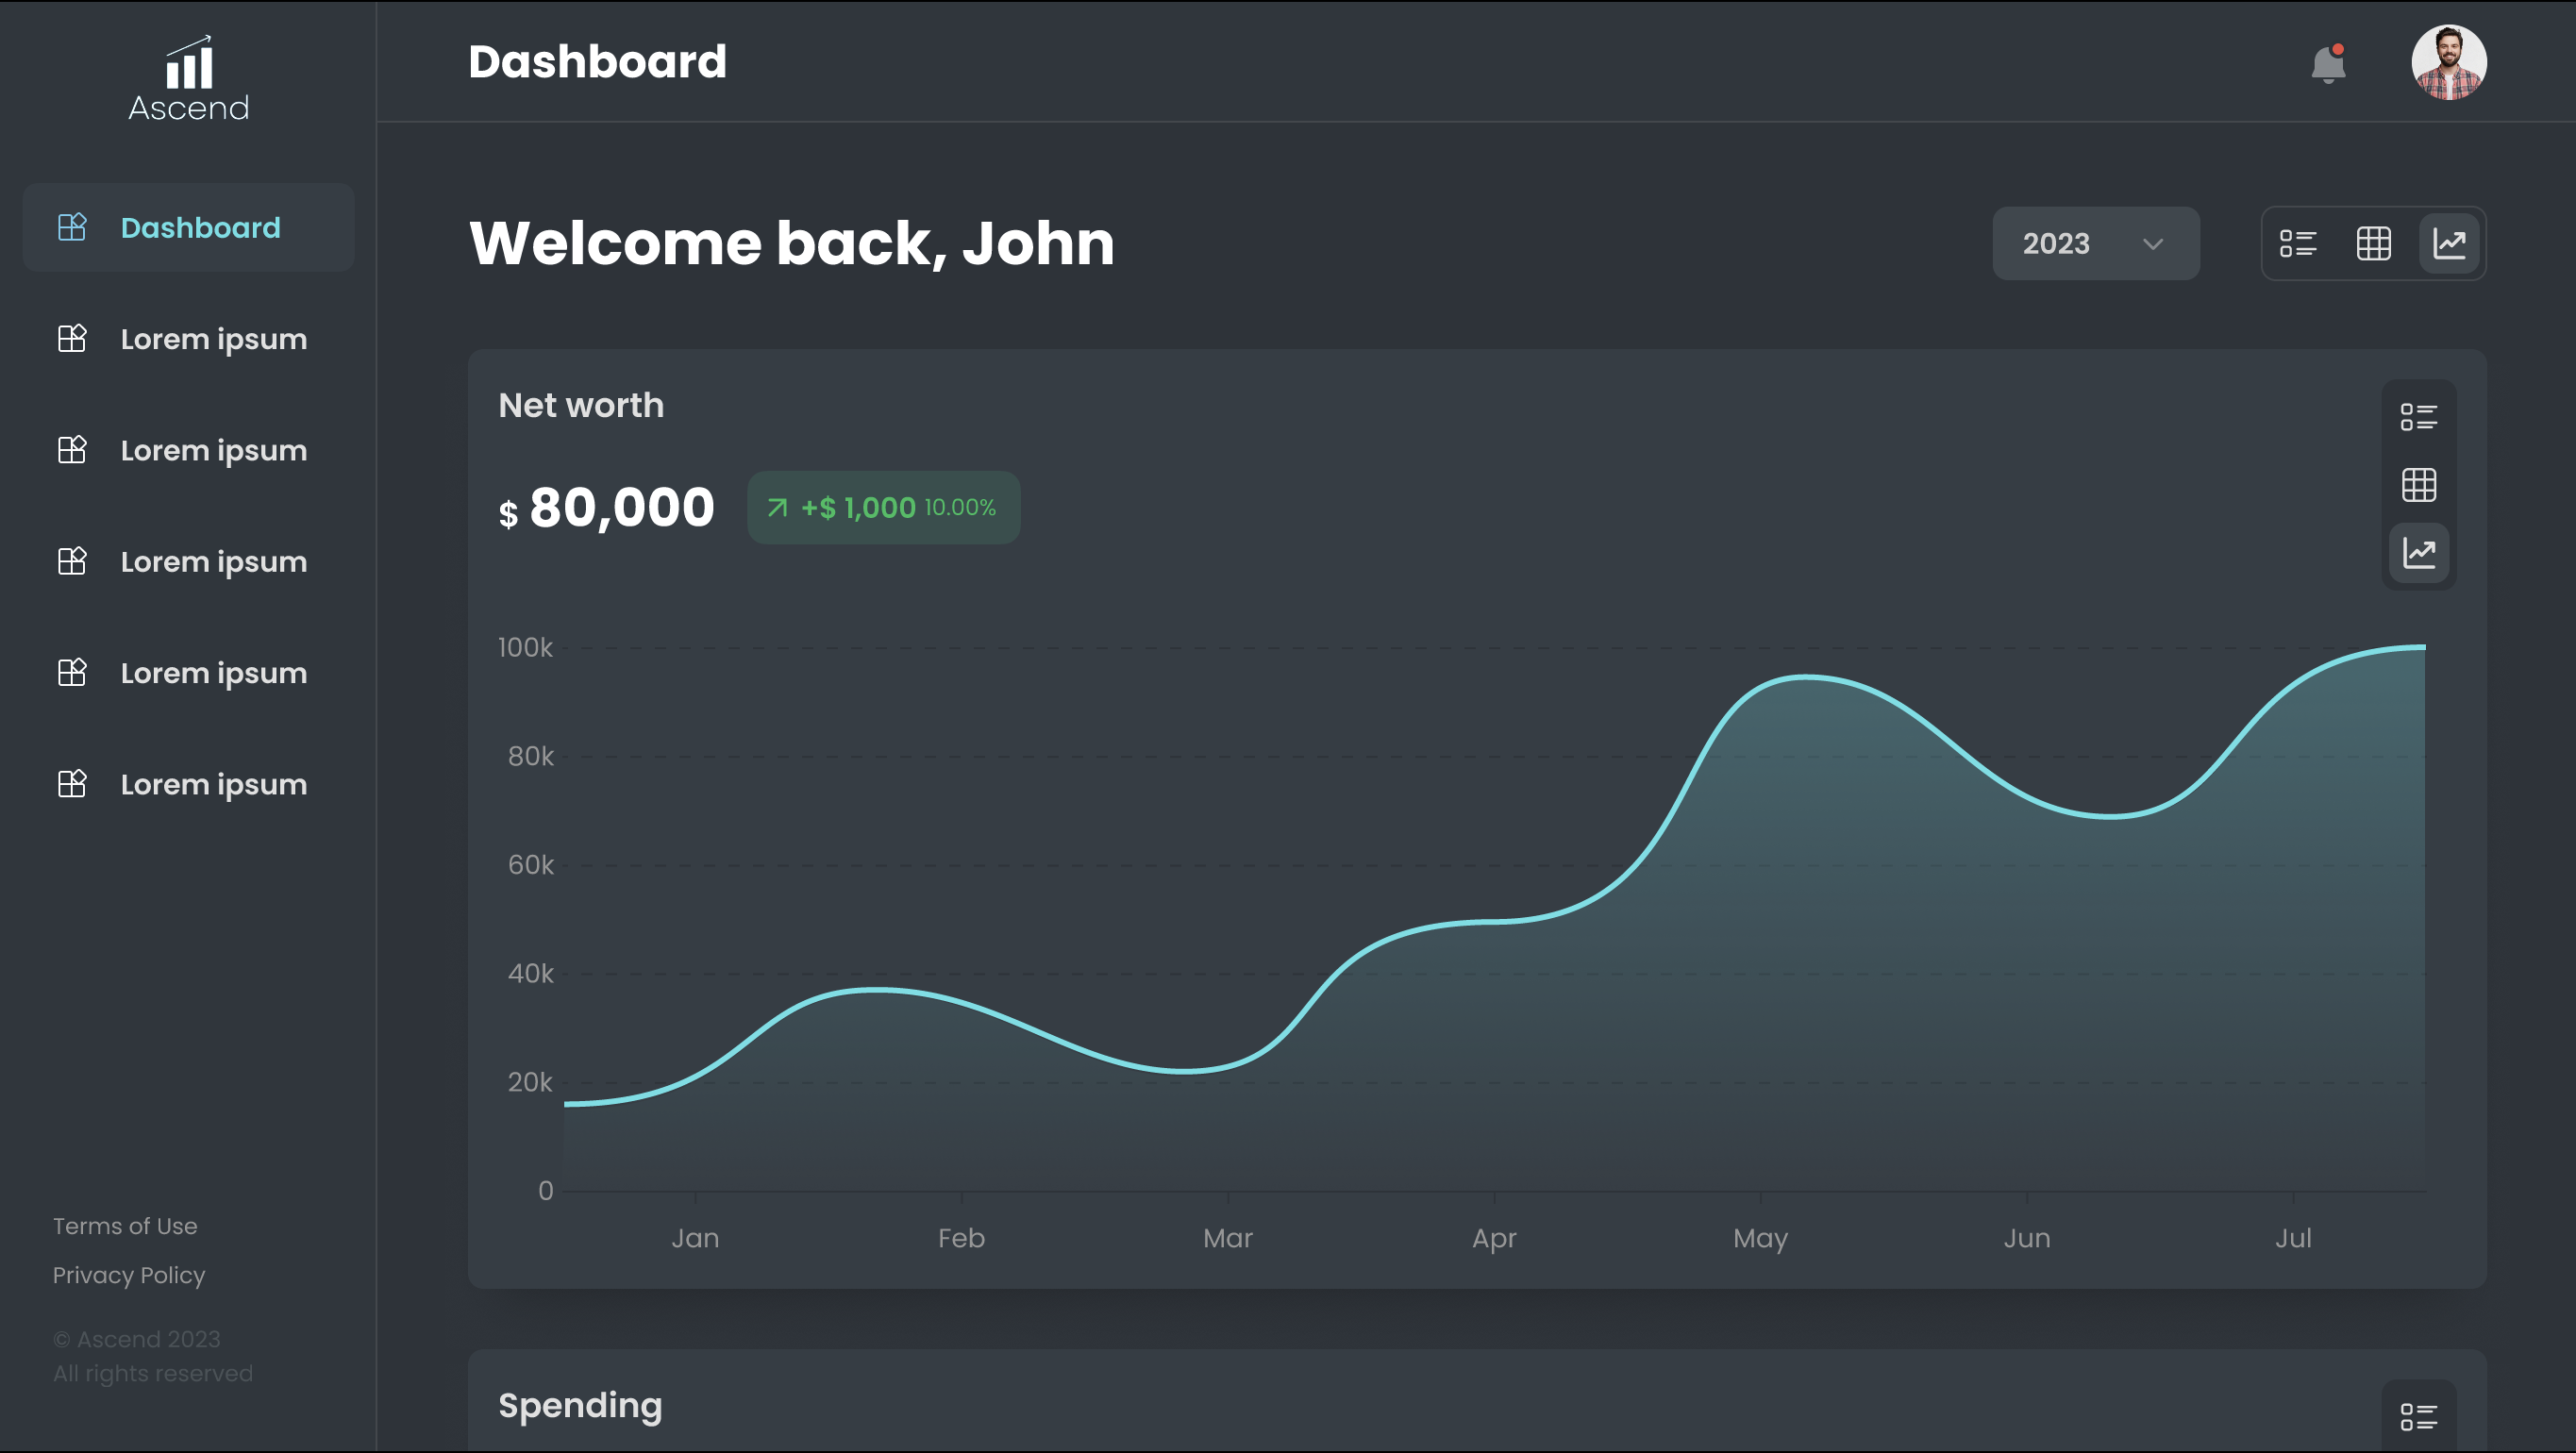 Ascend
Dashboard
Dashboard
Lorem ipsum
Lorem ipsum
Lorem ipsum
Lorem ipsum
Lorem ipsum
Terms of Use
Privacy Policy
© Ascend 2023
All rights reserved
Welcome back, John
2023
Net worth
$ 80,000 +$ 1,000 10.00%
100k
80k
60k
40k
20k
0
Jan Feb Mar Apr May Jun Jul
Spending